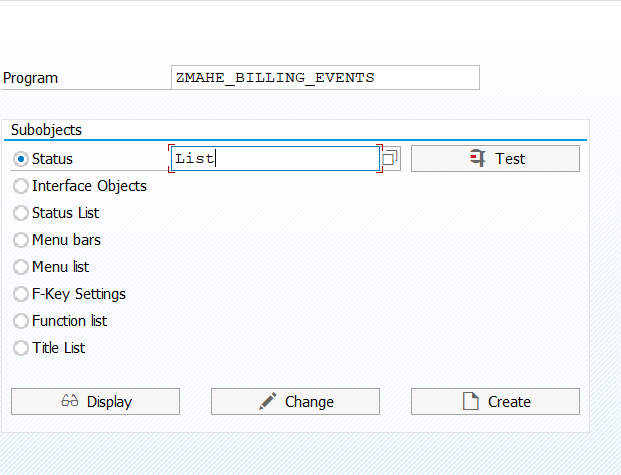 Program ZMAHE_BILLING_EVENTS
Subobjects
Status List Test
Interface Objects
Status List
Menu bars
Menu list
F-Key Settings
Function list
Title List
Display Change Create